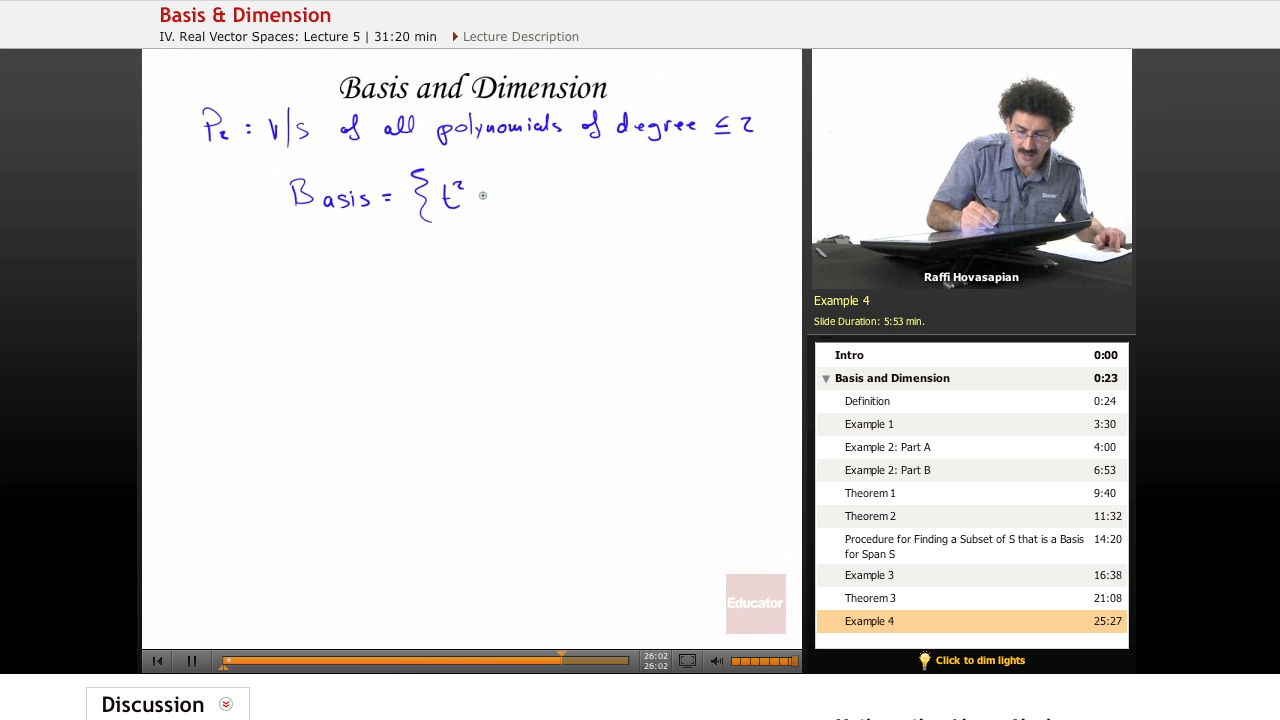 Basis & Dimension
IV. Real Vector Spaces: Lecture 5 | 31:20 min Lecture Description
Basis and Dimension
P₂ : V/S of all polynomials of degree ≤ 2
Basis = { t²
Educator
Raffi Hovasapian
Example 4
Slide Duration: 5:53 min.
Intro 0:00
Basis and Dimension 0:23
Definition 0:24
Example 1 3:30
Example 2: Part A 4:00
Example 2: Part B 6:53
Theorem 1 9:40
Theorem 2 11:32
Procedure for Finding a Subset of S that is a Basis 14:20
for Span S
Example 3 16:38
Theorem 3 21:08
Example 4 25:27
26:02
26:02
Click to dim lights
Discussion